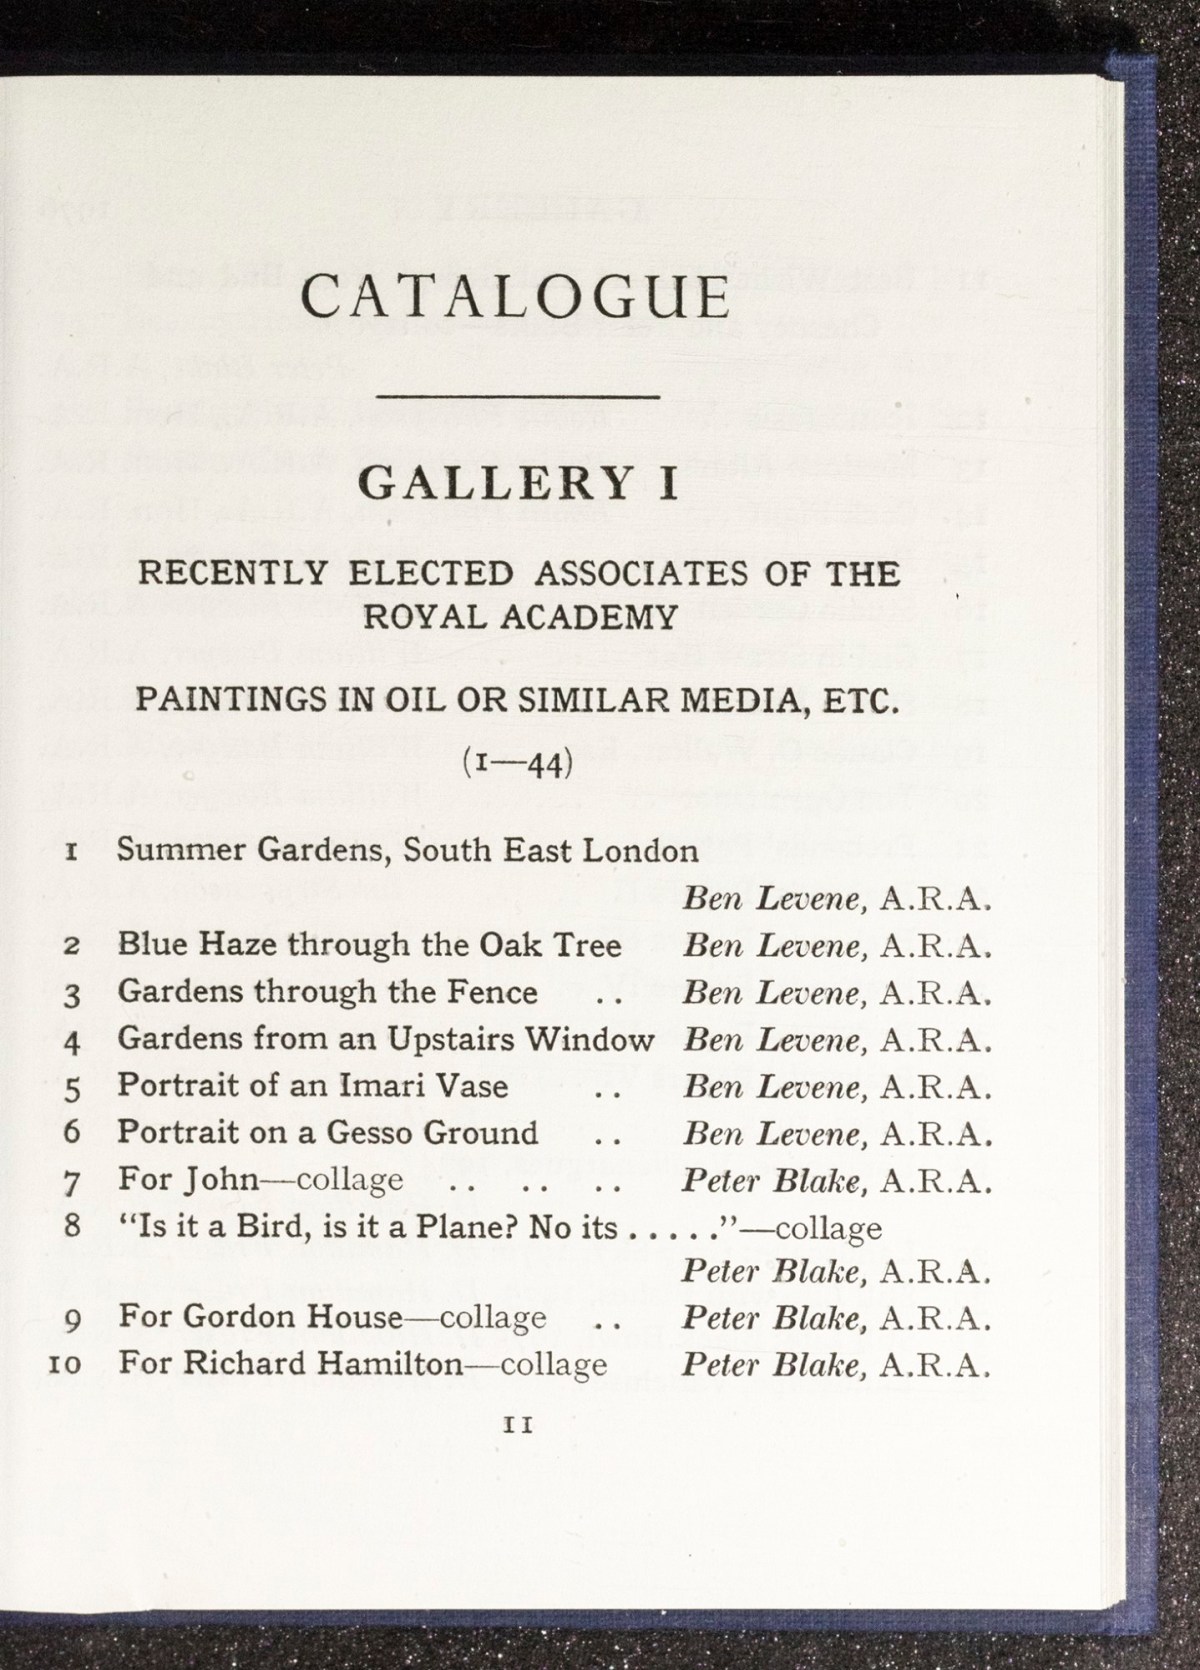 CATALOGUE
GALLERY I
RECENTLY ELECTED ASSOCIATES OF THE
ROYAL ACADEMY
PAINTINGS IN OIL OR SIMILAR MEDIA, ETC.
(1—44)
1 Summer Gardens, South East London
Ben Levene, A.R.A.
2 Blue Haze through the Oak Tree Ben Levene, A.R.A.
3 Gardens through the Fence .. Ben Levene, A.R.A.
4 Gardens from an Upstairs Window Ben Levene, A.R.A.
5 Portrait of an Imari Vase .. Ben Levene, A.R.A.
6 Portrait on a Gesso Ground .. Ben Levene, A.R.A.
7 For John—collage .. .. .. Peter Blake, A.R.A.
8 “Is it a Bird, is it a Plane? No its . . . . .”—collage
Peter Blake, A.R.A.
9 For Gordon House—collage .. Peter Blake, A.R.A.
10 For Richard Hamilton—collage Peter Blake, A.R.A.
11